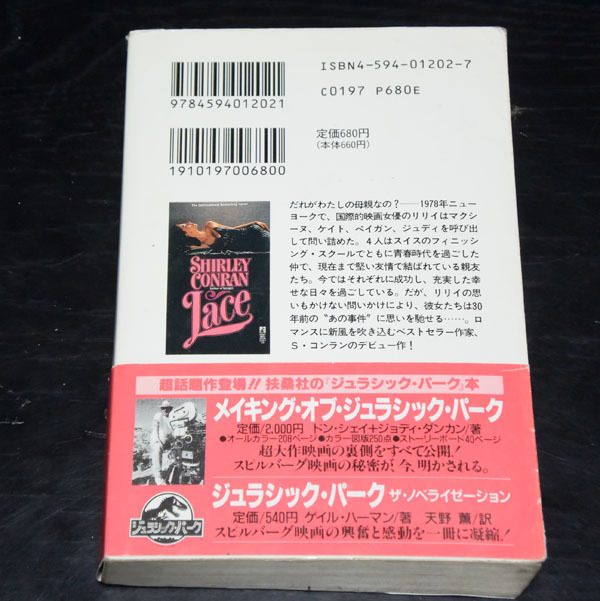 ISBN4-594-01202-7
C0197 P680E
9784594012021
定価680円
(本体660円)
1910197006800
だれがわたしの母親なの?——1978年ニュー
ヨークで、国際的映画女優のリリイはマクシ
ーヌ、ケイト、ペイガン、ジュディを呼び出
して問い詰めた。4人はスイスのフィニッシ
ング・スクールでともに青春時代を過ごした
仲で、現在まで堅い友情で結ばれている親友
たち。今ではそれぞれに成功し、充実した幸
せな日々を過ごしている。だが、リリイの思
いもかけない問いかけにより、彼女たちは30
年前の“あの事件”に思いを馳せる……。ロ
マンスに新風を吹き込むベストセラー作家、
S・コンランのデビュー作!
SHIRLEY
CONRAN
Lace
超話題作登場!! 扶桑社の『ジュラシック・パーク』本
メイキング・オブ・ジュラシック・パーク
定価/2,000円 ドン・シェイ+ジョディ・ダンカン/著
●オールカラー208ページ●カラー図版250点●ストーリーボード40ページ
超大作映画の裏側をすべて公開!
スピルバーグ映画の秘密が、今、明かされる。
ジュラシック・パーク ザ・ノベライゼーション
定価/540円 ゲイル・ハーマン/著 天野 薫/訳
スピルバーグ映画の興奮と感動を一冊に凝縮!
ジュラシック・パーク